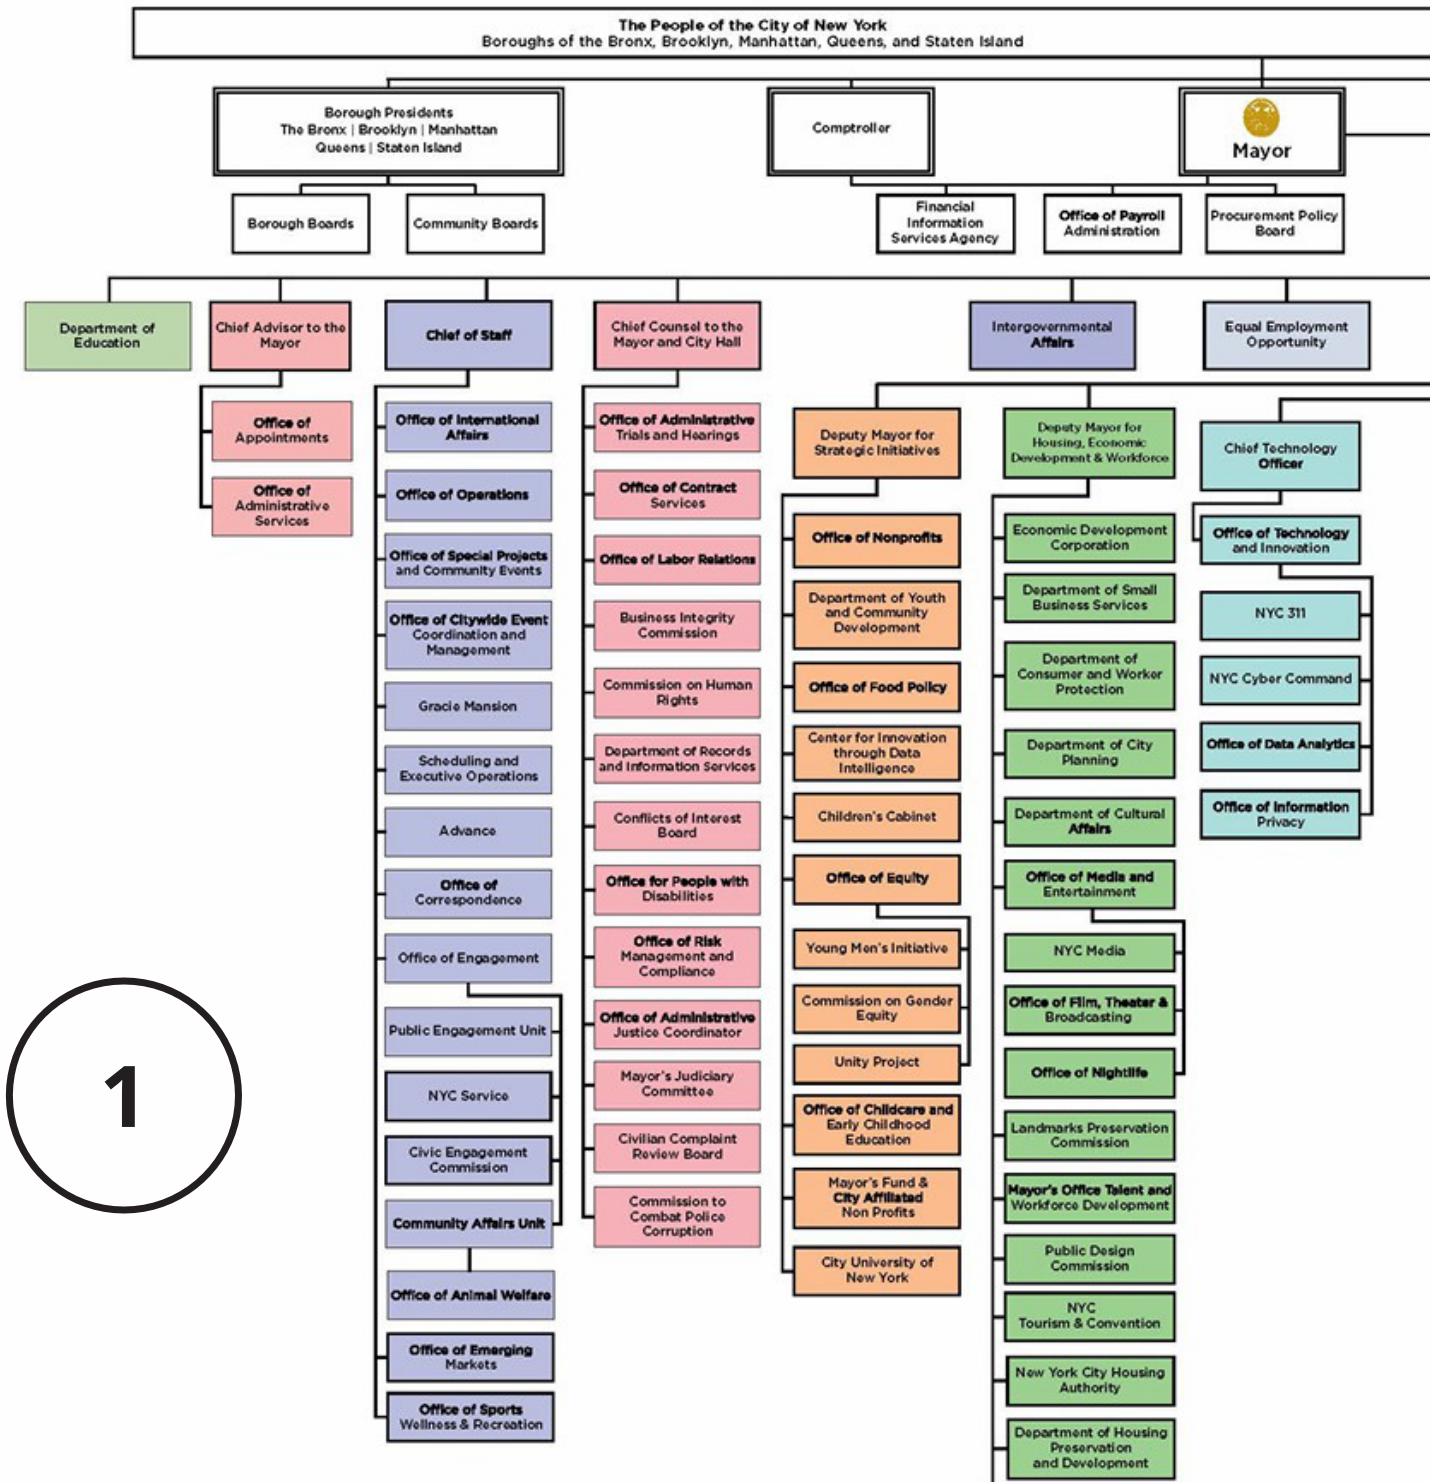 The People of the City of New York
Boroughs of the Bronx, Brooklyn, Manhattan, Queens, and Staten Island
Borough Presidents
The Bronx | Brooklyn | Manhattan
Queens | Staten Island
Comptroller
Mayor
Borough Boards
Community Boards
Financial
Information
Services Agency
Office of Payroll
Administration
Procurement Policy
Board
Department of
Education
Chief Advisor to the
Mayor
Chief of Staff
Chief Counsel to the
Mayor and City Hall
Intergovernmental
Affairs
Equal Employment
Opportunity
Office of
Appointments
Office of
Administrative
Services
Office of International
Affairs
Office of Operations
Office of Special Projects
and Community Events
Office of Citywide Event
Coordination and
Management
Gracie Mansion
Scheduling and
Executive Operations
Advance
Office of
Correspondence
Office of Engagement
Public Engagement Unit
NYC Service
Civic Engagement
Commission
Community Affairs Unit
Office of Animal Welfare
Office of Emerging
Markets
Office of Sports
Wellness & Recreation
Office of Administrative
Trials and Hearings
Office of Contract
Services
Office of Labor Relations
Business Integrity
Commission
Commission on Human
Rights
Department of Records
and Information Services
Conflicts of Interest
Board
Office for People with
Disabilities
Office of Risk
Management and
Compliance
Office of Administrative
Justice Coordinator
Mayor's Judiciary
Committee
Civilian Complaint
Review Board
Commission to
Combat Police
Corruption
Deputy Mayor for
Strategic Initiatives
Office of Nonprofits
Department of Youth
and Community
Development
Office of Food Policy
Center for Innovation
through Data
Intelligence
Children's Cabinet
Office of Equity
Young Men's Initiative
Commission on Gender
Equity
Unity Project
Office of Childcare and
Early Childhood
Education
Mayor's Fund &
City Affiliated
Non Profits
City University of
New York
Deputy Mayor for
Housing, Economic
Development & Workforce
Economic Development
Corporation
Department of Small
Business Services
Department of
Consumer and Worker
Protection
Department of City
Planning
Department of Cultural
Affairs
Office of Media and
Entertainment
NYC Media
Office of Film, Theater &
Broadcasting
Office of Nightlife
Landmarks Preservation
Commission
Mayor's Office Talent and
Workforce Development
Public Design
Commission
NYC
Tourism & Convention
New York City Housing
Authority
Department of Housing
Preservation
and Development
Chief Technology
Officer
Office of Technology
and Innovation
NYC 311
NYC Cyber Command
Office of Data Analytics
Office of Information
Privacy
1